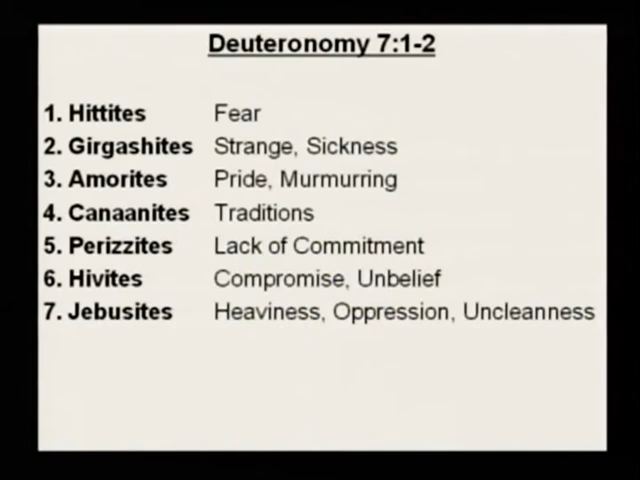 Deuteronomy 7:1-2
1. Hittites Fear
2. Girgashites Strange, Sickness
3. Amorites Pride, Murmurring
4. Canaanites Traditions
5. Perizzites Lack of Commitment
6. Hivites Compromise, Unbelief
7. Jebusites Heaviness, Oppression, Uncleanness